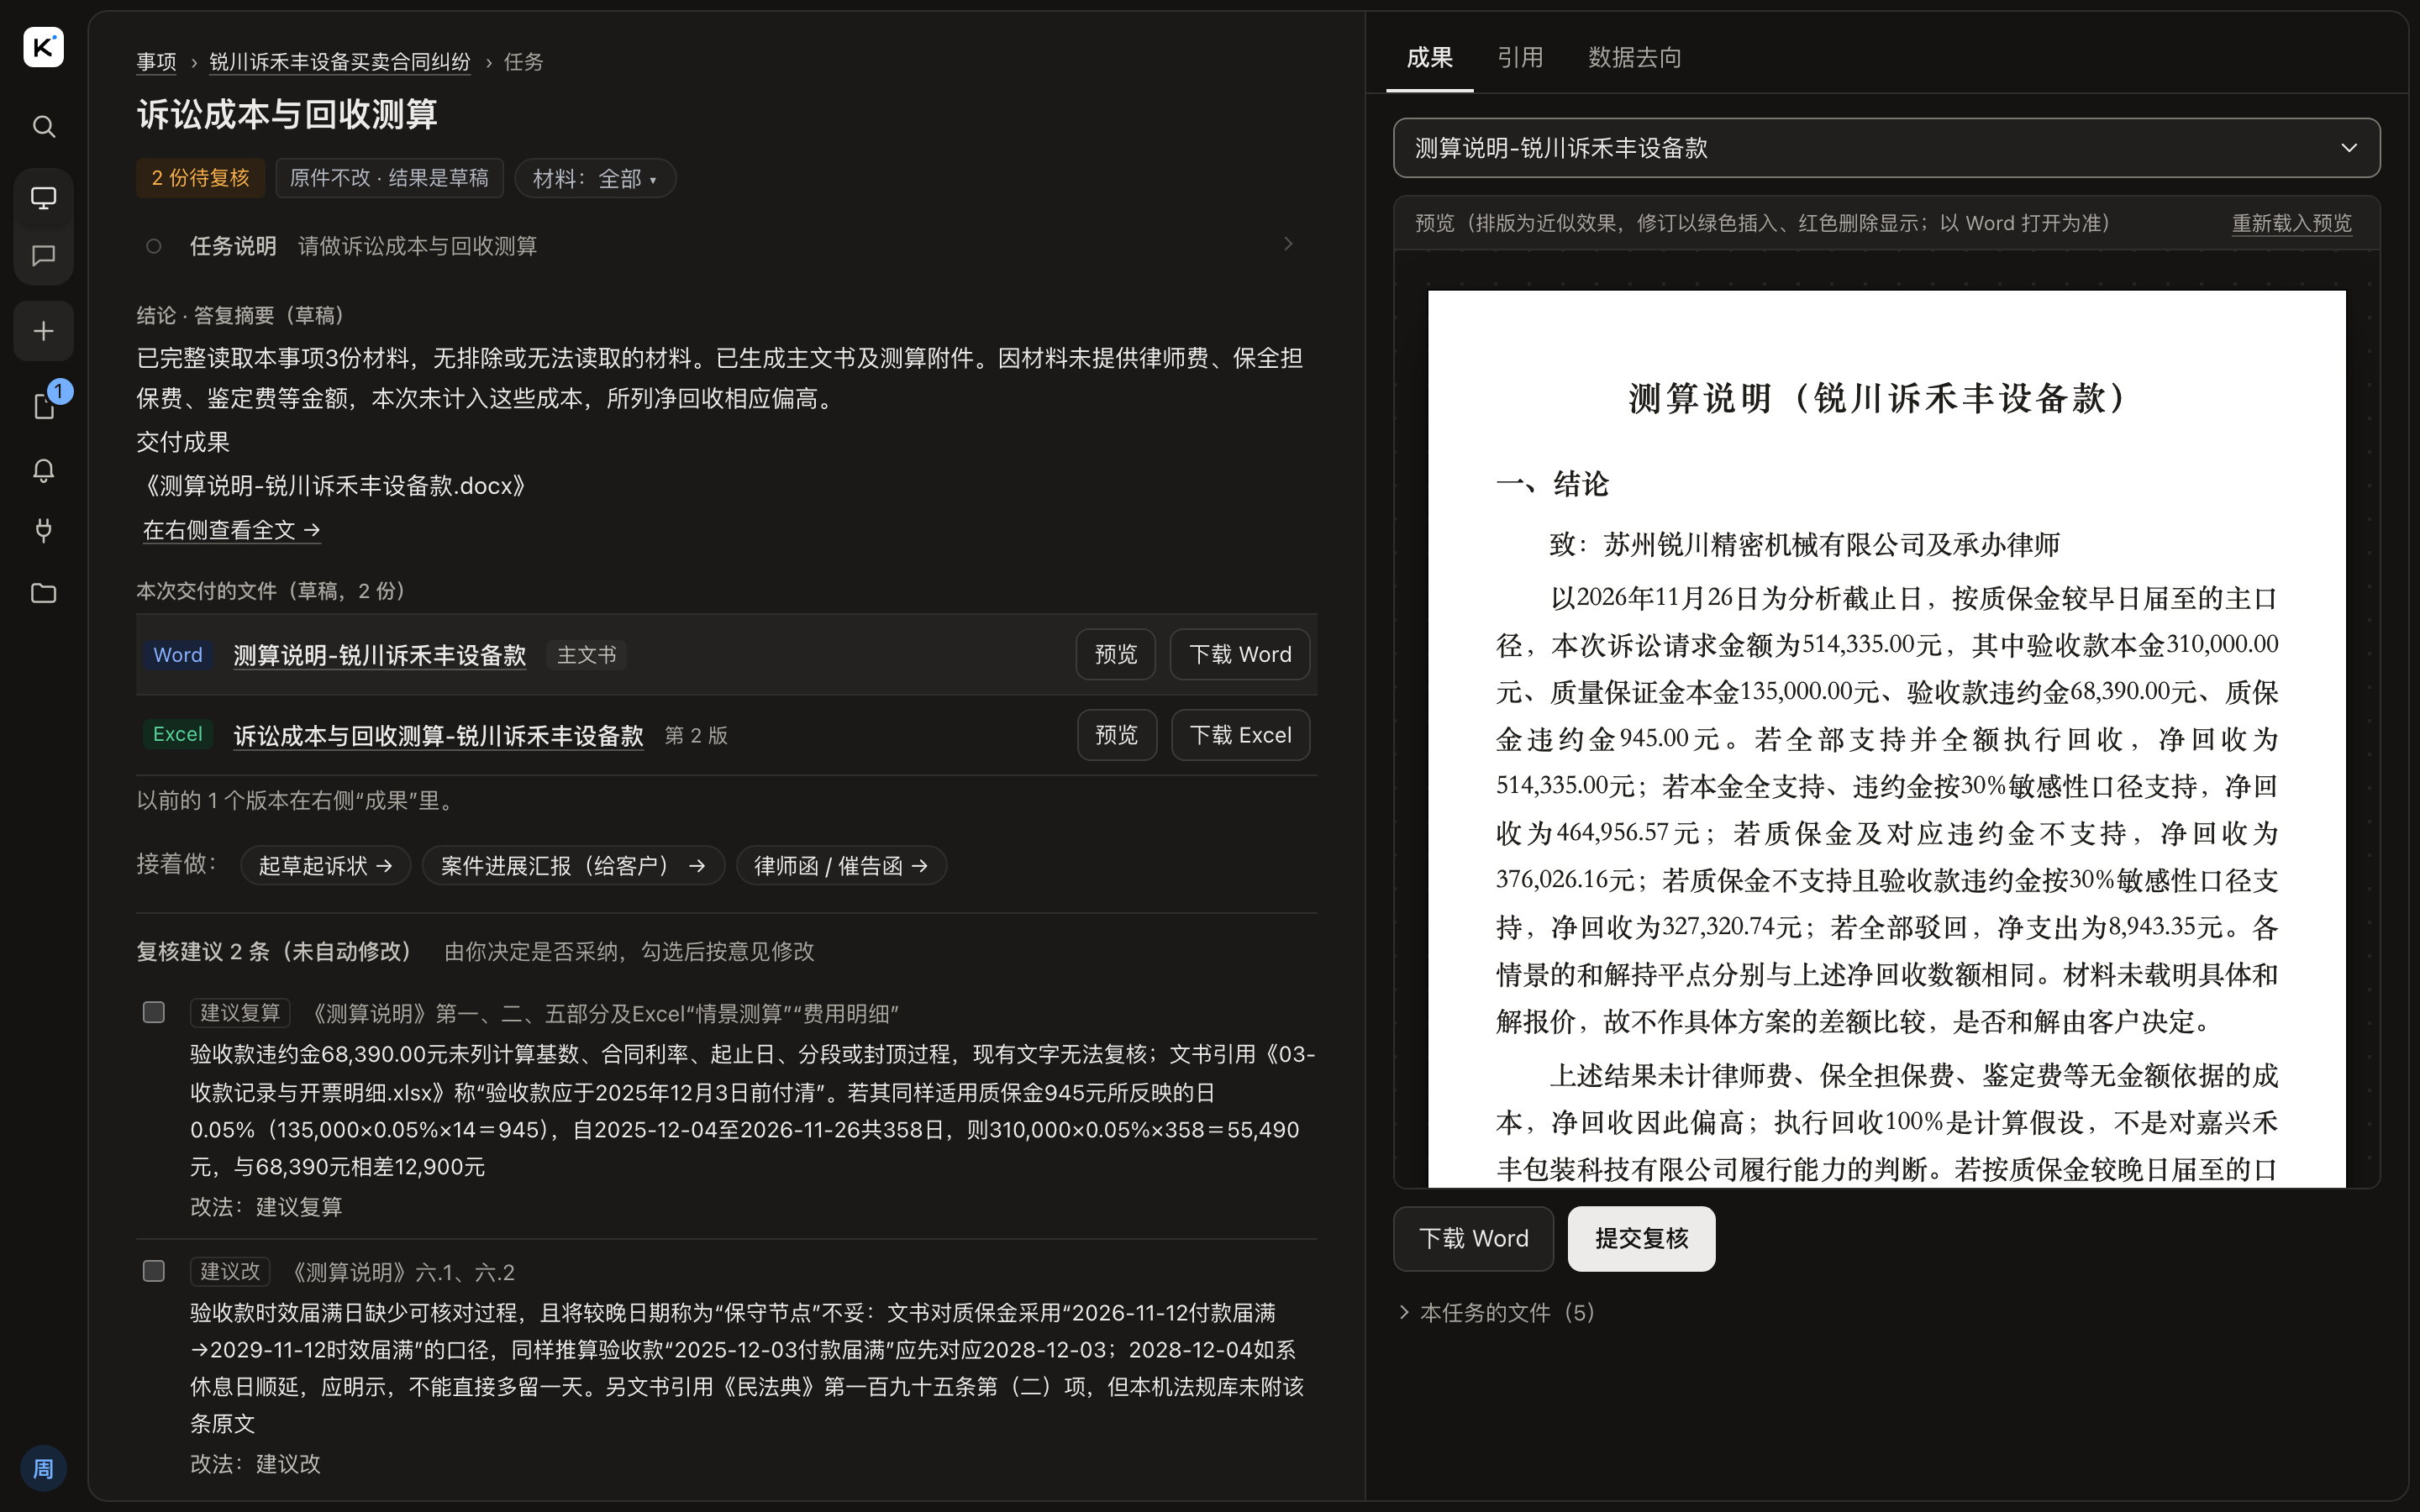 K
1
周
事项 › 锐川诉禾丰设备买卖合同纠纷 › 任务
诉讼成本与回收测算
2 份待复核
原件不改 · 结果是草稿
材料：全部 ▾
任务说明 请做诉讼成本与回收测算
结论 · 答复摘要（草稿）
已完整读取本事项3份材料，无排除或无法读取的材料。已生成主文书及测算附件。因材料未提供律师费、保全担
保费、鉴定费等金额，本次未计入这些成本，所列净回收相应偏高。
交付成果
《测算说明-锐川诉禾丰设备款.docx》
在右侧查看全文 →
本次交付的文件（草稿，2 份）
Word 测算说明-锐川诉禾丰设备款 主文书 预览 下载 Word
Excel 诉讼成本与回收测算-锐川诉禾丰设备款 第 2 版 预览 下载 Excel
以前的 1 个版本在右侧“成果”里。
接着做： 起草起诉状 → 案件进展汇报（给客户） → 律师函 / 催告函 →
复核建议 2 条（未自动修改） 由你决定是否采纳，勾选后按意见修改
建议复算 《测算说明》第一、二、五部分及Excel“情景测算”“费用明细”
验收款违约金68,390.00元未列计算基数、合同利率、起止日、分段或封顶过程，现有文字无法复核；文书引用《03-
收款记录与开票明细.xlsx》称“验收款应于2025年12月3日前付清”。若其同样适用质保金945元所反映的日
0.05%（135,000×0.05%×14＝945），自2025-12-04至2026-11-26共358日，则310,000×0.05%×358＝55,490
元，与68,390元相差12,900元
改法：建议复算
建议改 《测算说明》六.1、六.2
验收款时效届满日缺少可核对过程，且将较晚日期称为“保守节点”不妥：文书对质保金采用“2026-11-12付款届满
→2029-11-12时效届满”的口径，同样推算验收款“2025-12-03付款届满”应先对应2028-12-03；2028-12-04如系
休息日顺延，应明示，不能直接多留一天。另文书引用《民法典》第一百九十五条第（二）项，但本机法规库未附该
条原文
改法：建议改
成果 引用 数据去向
测算说明-锐川诉禾丰设备款
预览（排版为近似效果，修订以绿色插入、红色删除显示；以 Word 打开为准） 重新载入预览
测算说明（锐川诉禾丰设备款）
一、结论
致：苏州锐川精密机械有限公司及承办律师
以2026年11月26日为分析截止日，按质保金较早日届至的主口
径，本次诉讼请求金额为514,335.00元，其中验收款本金310,000.00
元、质量保证金本金135,000.00元、验收款违约金68,390.00元、质保
金违约金945.00元。若全部支持并全额执行回收，净回收为
514,335.00元；若本金全支持、违约金按30%敏感性口径支持，净回
收为464,956.57元；若质保金及对应违约金不支持，净回收为
376,026.16元；若质保金不支持且验收款违约金按30%敏感性口径支
持，净回收为327,320.74元；若全部驳回，净支出为8,943.35元。各
情景的和解持平点分别与上述净回收数额相同。材料未载明具体和
解报价，故不作具体方案的差额比较，是否和解由客户决定。
上述结果未计律师费、保全担保费、鉴定费等无金额依据的成
本，净回收因此偏高；执行回收100%是计算假设，不是对嘉兴禾
丰包装科技有限公司履行能力的判断。若按质保金较晚日届至的口
下载 Word
提交复核
本任务的文件（5）